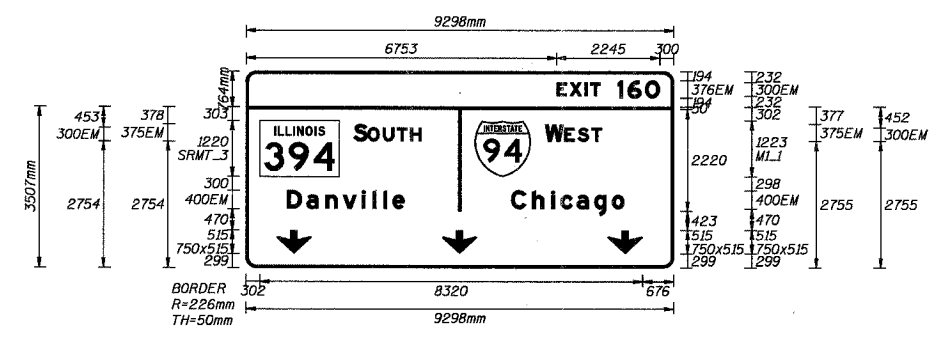 9298mm
6753 2245 300
764mm
EXIT 160
194
376EM
194
50
232
300EM
232
302
3507mm
453
300EM
2754
378
375EM
2754
303
1220
SRMT_3
300
400EM
470
515
750x515
299
ILLINOIS
394
SOUTH
INTERSTATE
94
WEST
Danville
Chicago
2220
423
515
750x515
299
1223
M1_1
298
400EM
470
515
750x515
299
377
375EM
2755
452
300EM
2755
BORDER
R=226mm
TH=50mm
302 8320 676
9298mm